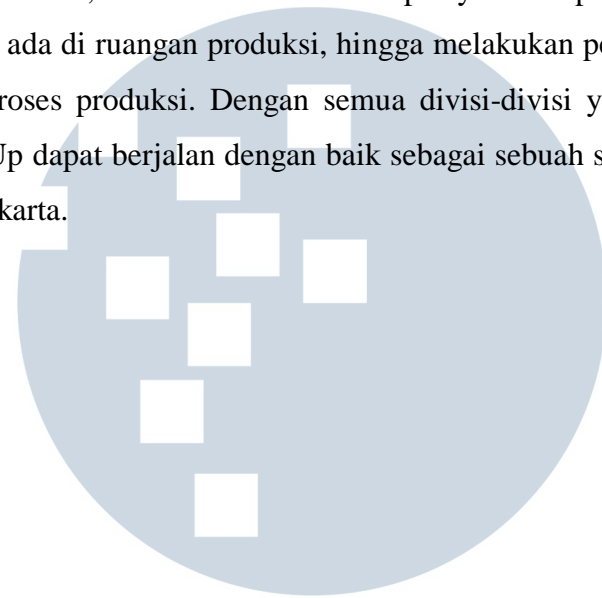 ada di ruangan produksi, hingga melakukan
roses produksi. Dengan semua divisi-divisi
Up dapat berjalan dengan baik sebagai sebuah
karta.